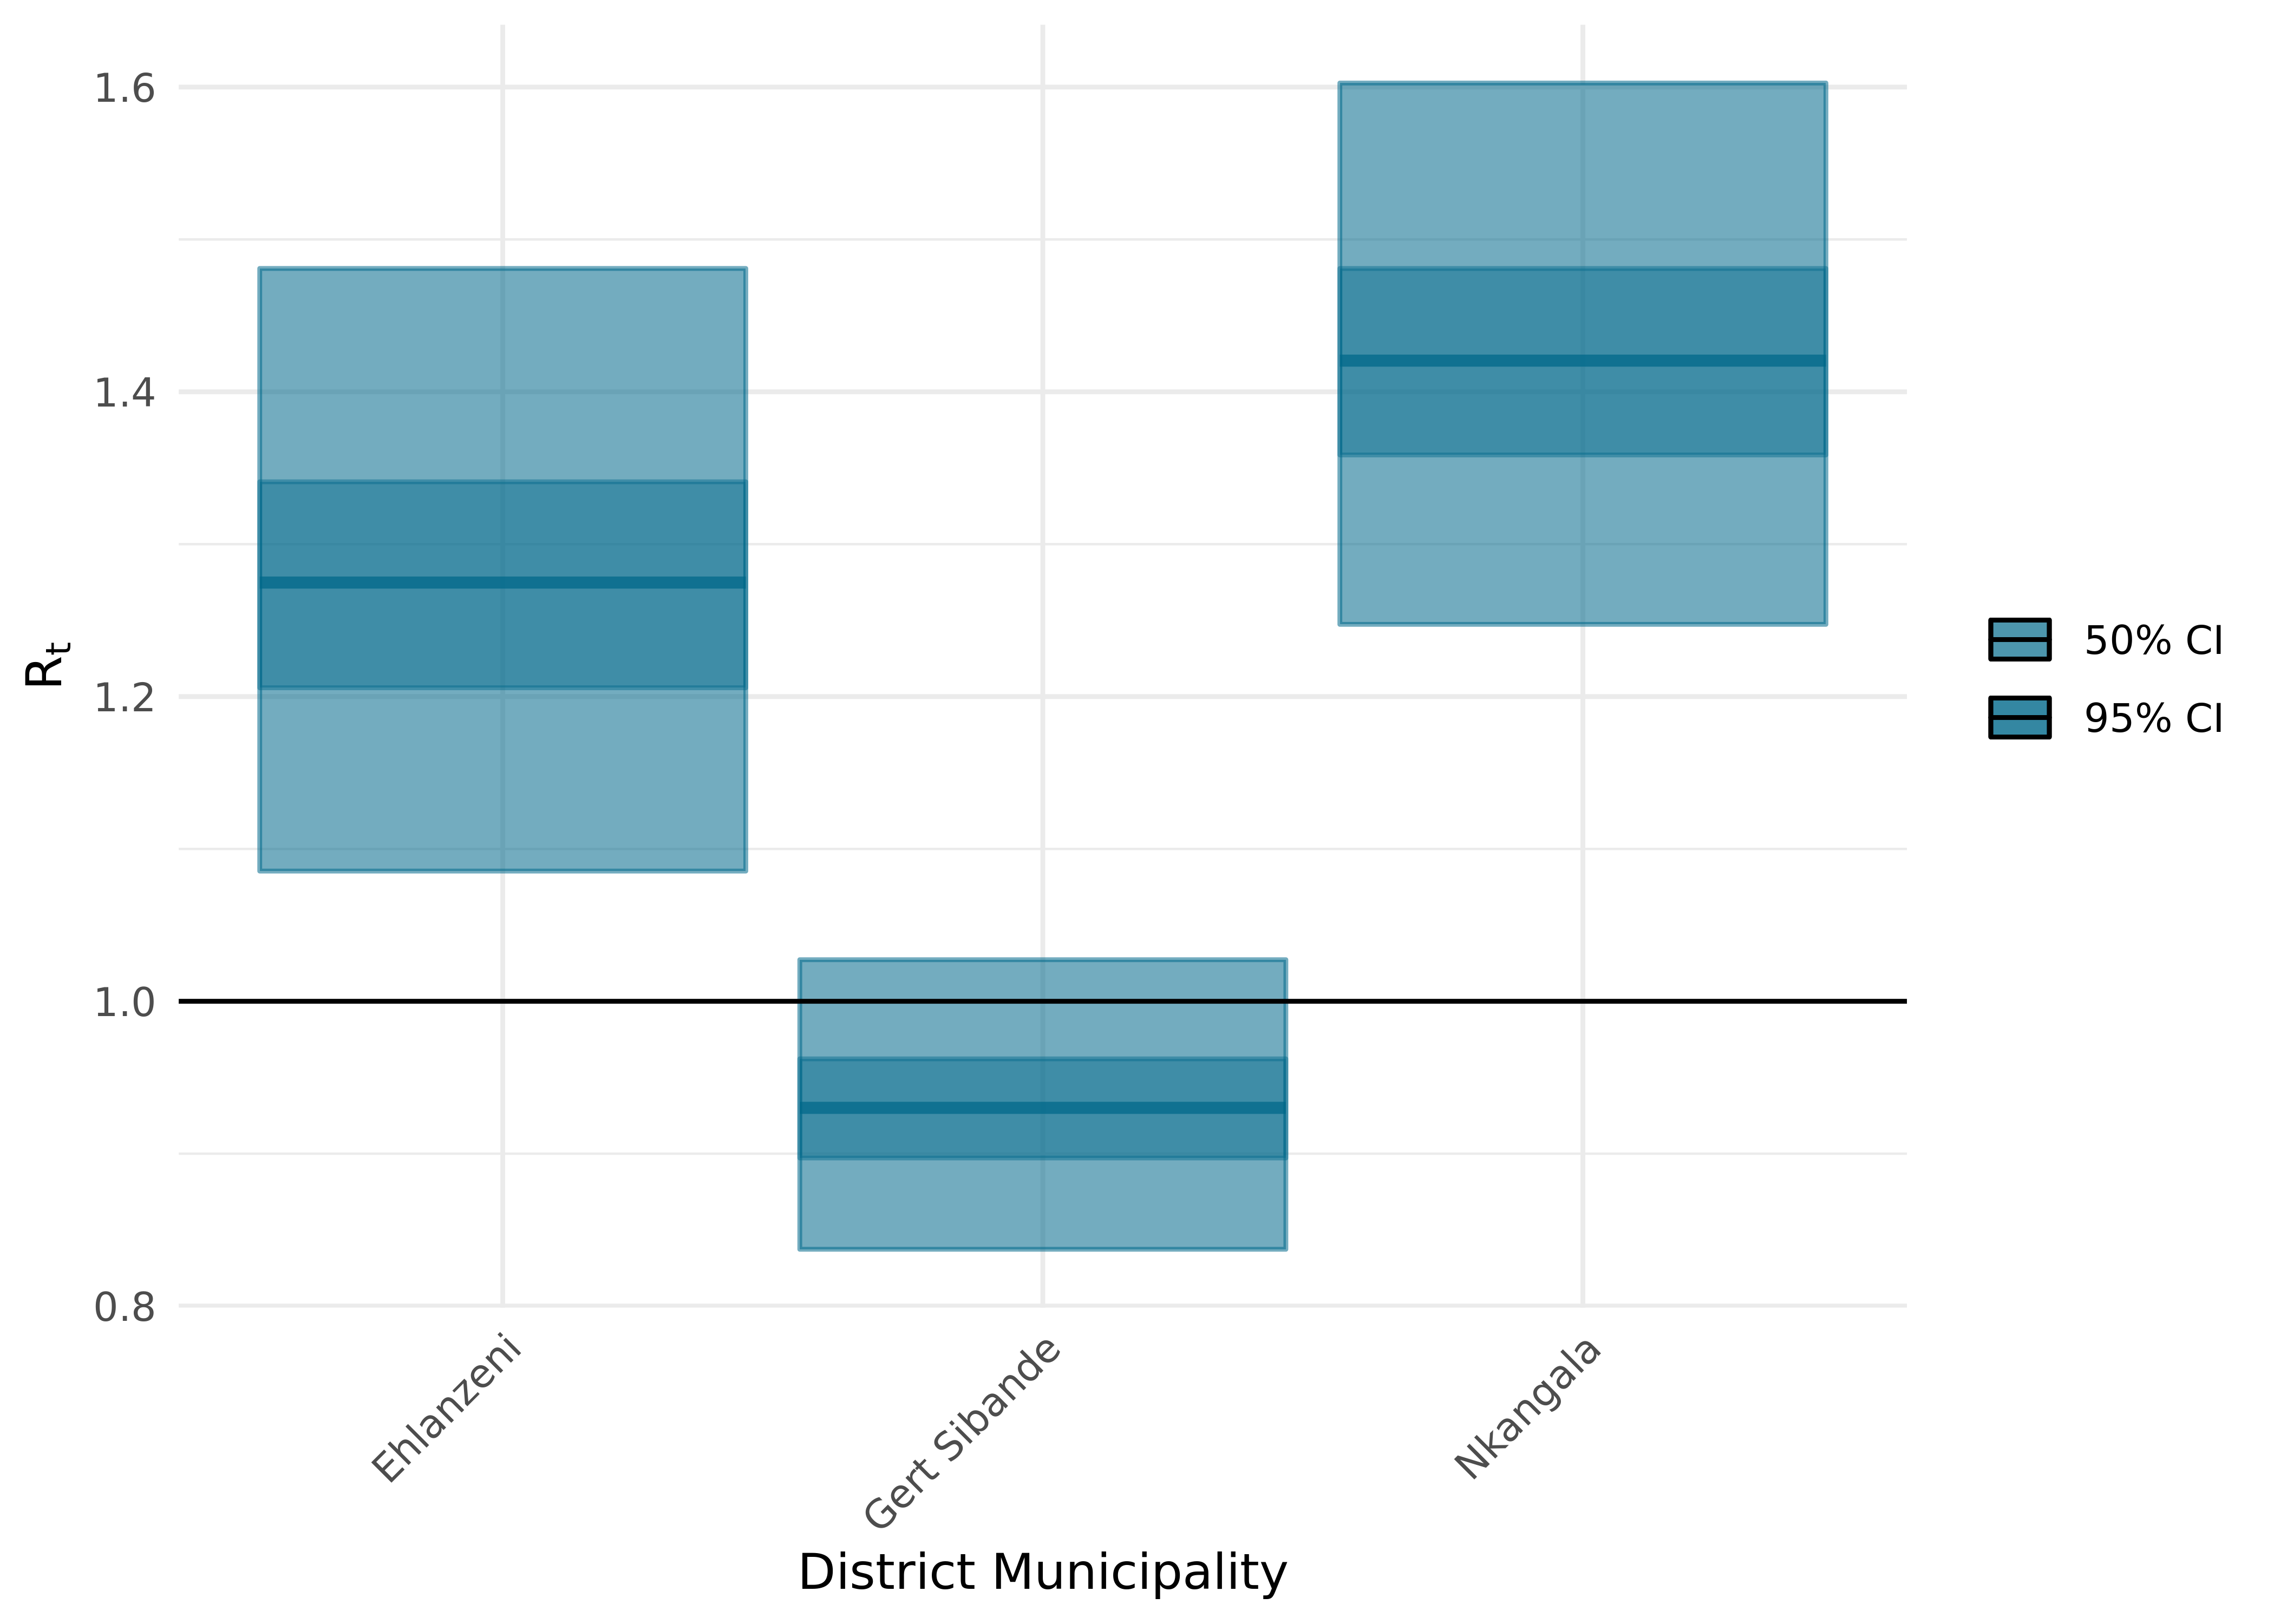 1.6
1.4
1.2
1.0
0.8
Rt
Ehlanzeni
Gert Sibande
Nkangala
District Municipality
50% CI
95% CI